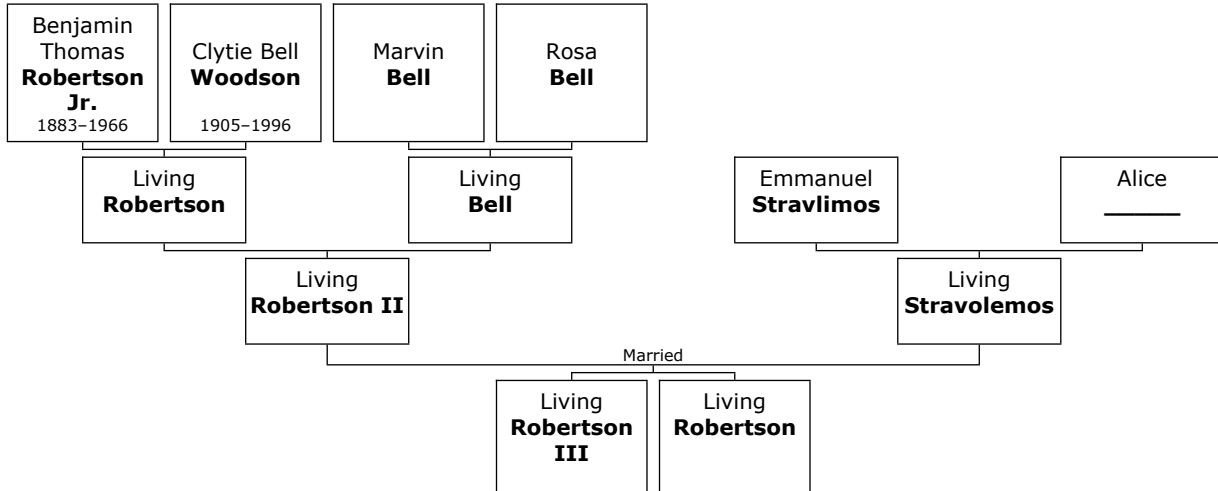 Benjamin
Thomas
Robertson
Jr.
1883–1966
Clytie Bell
Woodson
1905–1996
Marvin
Bell
Rosa
Bell
Living
Robertson
Living
Bell
Emmanuel
Stravlimos
Alice
______
Living
Robertson II
Living
Stravolemos
Married
Living
Robertson
III
Living
Robertson